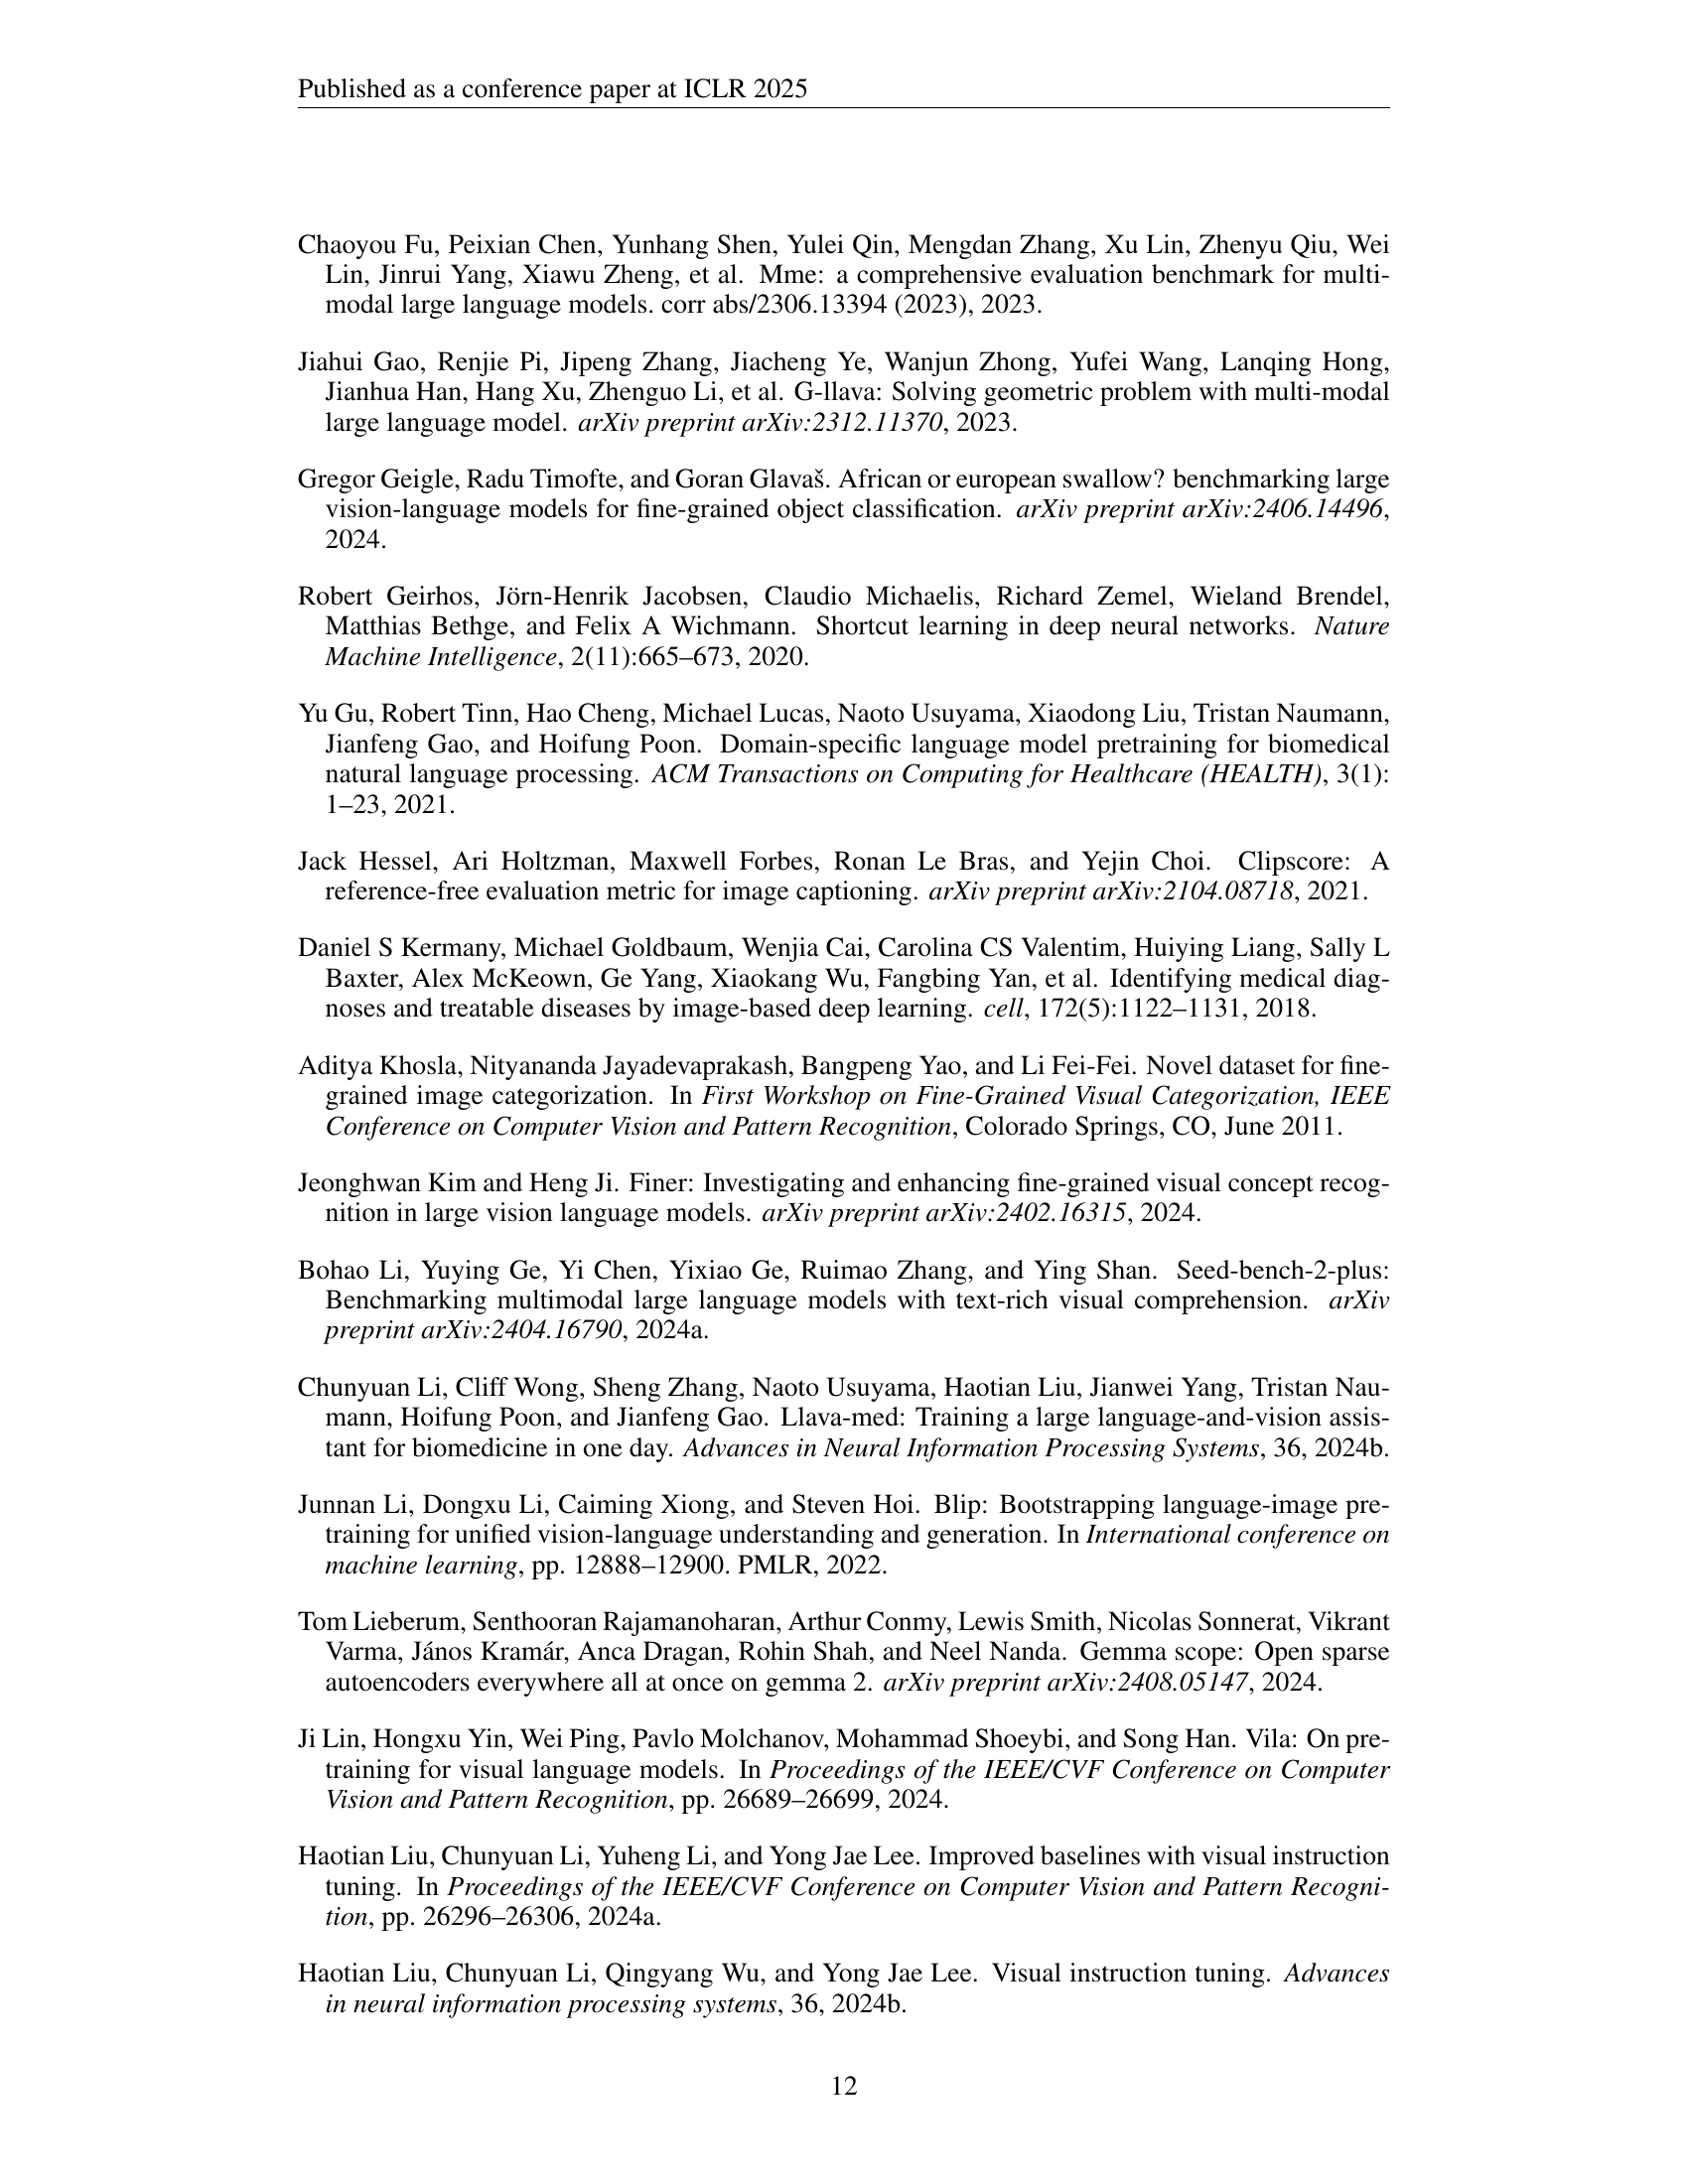 Published as a conference paper at ICLR 2025
Chaoyou Fu, Peixian Chen, Yunhang Shen, Yulei Qin, Mengdan Zhang, Xu Lin, Zhenyu Qiu, Wei
Lin, Jinrui Yang, Xiawu Zheng, et al. Mme: a comprehensive evaluation benchmark for multi-
modal large language models. corr abs/2306.13394 (2023), 2023.
Jiahui Gao, Renjie Pi, Jipeng Zhang, Jiacheng Ye, Wanjun Zhong, Yufei Wang, Lanqing Hong,
Jianhua Han, Hang Xu, Zhenguo Li, et al. G-llava: Solving geometric problem with multi-modal
large language model. arXiv preprint arXiv:2312.11370, 2023.
Gregor Geigle, Radu Timofte, and Goran Glavaš. African or european swallow? benchmarking large
vision-language models for fine-grained object classification. arXiv preprint arXiv:2406.14496,
2024.
Robert Geirhos, Jörn-Henrik Jacobsen, Claudio Michaelis, Richard Zemel, Wieland Brendel,
Matthias Bethge, and Felix A Wichmann. Shortcut learning in deep neural networks. Nature
Machine Intelligence, 2(11):665–673, 2020.
Yu Gu, Robert Tinn, Hao Cheng, Michael Lucas, Naoto Usuyama, Xiaodong Liu, Tristan Naumann,
Jianfeng Gao, and Hoifung Poon. Domain-specific language model pretraining for biomedical
natural language processing. ACM Transactions on Computing for Healthcare (HEALTH), 3(1):
1–23, 2021.
Jack Hessel, Ari Holtzman, Maxwell Forbes, Ronan Le Bras, and Yejin Choi. Clipscore: A
reference-free evaluation metric for image captioning. arXiv preprint arXiv:2104.08718, 2021.
Daniel S Kermany, Michael Goldbaum, Wenjia Cai, Carolina CS Valentim, Huiying Liang, Sally L
Baxter, Alex McKeown, Ge Yang, Xiaokang Wu, Fangbing Yan, et al. Identifying medical diag-
noses and treatable diseases by image-based deep learning. cell, 172(5):1122–1131, 2018.
Aditya Khosla, Nityananda Jayadevaprakash, Bangpeng Yao, and Li Fei-Fei. Novel dataset for fine-
grained image categorization. In First Workshop on Fine-Grained Visual Categorization, IEEE
Conference on Computer Vision and Pattern Recognition, Colorado Springs, CO, June 2011.
Jeonghwan Kim and Heng Ji. Finer: Investigating and enhancing fine-grained visual concept recog-
nition in large vision language models. arXiv preprint arXiv:2402.16315, 2024.
Bohao Li, Yuying Ge, Yi Chen, Yixiao Ge, Ruimao Zhang, and Ying Shan. Seed-bench-2-plus:
Benchmarking multimodal large language models with text-rich visual comprehension. arXiv
preprint arXiv:2404.16790, 2024a.
Chunyuan Li, Cliff Wong, Sheng Zhang, Naoto Usuyama, Haotian Liu, Jianwei Yang, Tristan Nau-
mann, Hoifung Poon, and Jianfeng Gao. Llava-med: Training a large language-and-vision assis-
tant for biomedicine in one day. Advances in Neural Information Processing Systems, 36, 2024b.
Junnan Li, Dongxu Li, Caiming Xiong, and Steven Hoi. Blip: Bootstrapping language-image pre-
training for unified vision-language understanding and generation. In International conference on
machine learning, pp. 12888–12900. PMLR, 2022.
Tom Lieberum, Senthooran Rajamanoharan, Arthur Conmy, Lewis Smith, Nicolas Sonnerat, Vikrant
Varma, János Kramár, Anca Dragan, Rohin Shah, and Neel Nanda. Gemma scope: Open sparse
autoencoders everywhere all at once on gemma 2. arXiv preprint arXiv:2408.05147, 2024.
Ji Lin, Hongxu Yin, Wei Ping, Pavlo Molchanov, Mohammad Shoeybi, and Song Han. Vila: On pre-
training for visual language models. In Proceedings of the IEEE/CVF Conference on Computer
Vision and Pattern Recognition, pp. 26689–26699, 2024.
Haotian Liu, Chunyuan Li, Yuheng Li, and Yong Jae Lee. Improved baselines with visual instruction
tuning. In Proceedings of the IEEE/CVF Conference on Computer Vision and Pattern Recogni-
tion, pp. 26296–26306, 2024a.
Haotian Liu, Chunyuan Li, Qingyang Wu, and Yong Jae Lee. Visual instruction tuning. Advances
in neural information processing systems, 36, 2024b.
12